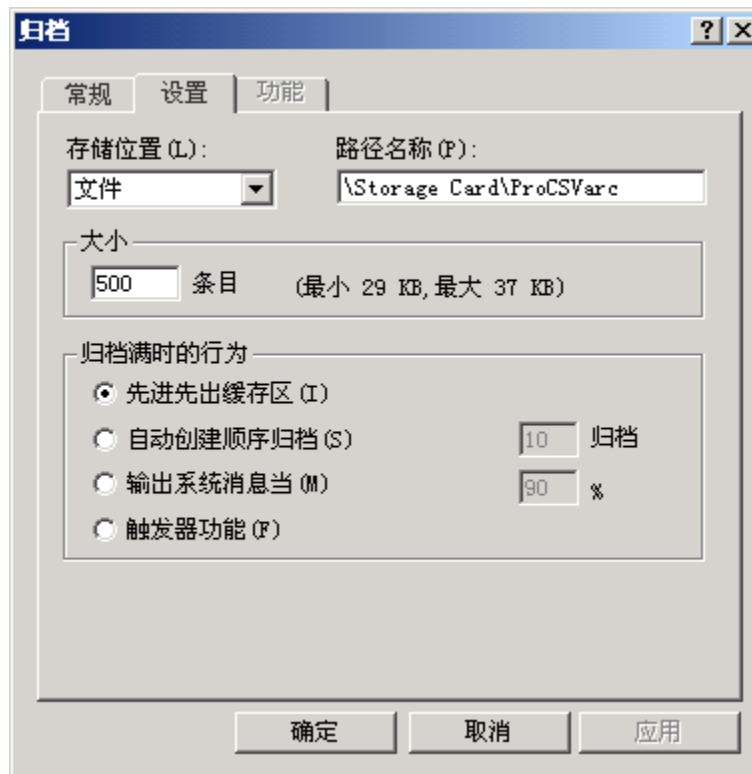 归档
常规 设置 功能
存储位置(L): 路径名称(P):
文件 \Storage Card\ProCSVarc
大小
500 条目 (最小 29 KB,最大 37 KB)
归档满时的行为
先进先出缓存区(I)
自动创建顺序归档(S) 10 归档
输出系统消息当(M) 90 %
触发器功能(F)
确定 取消 应用